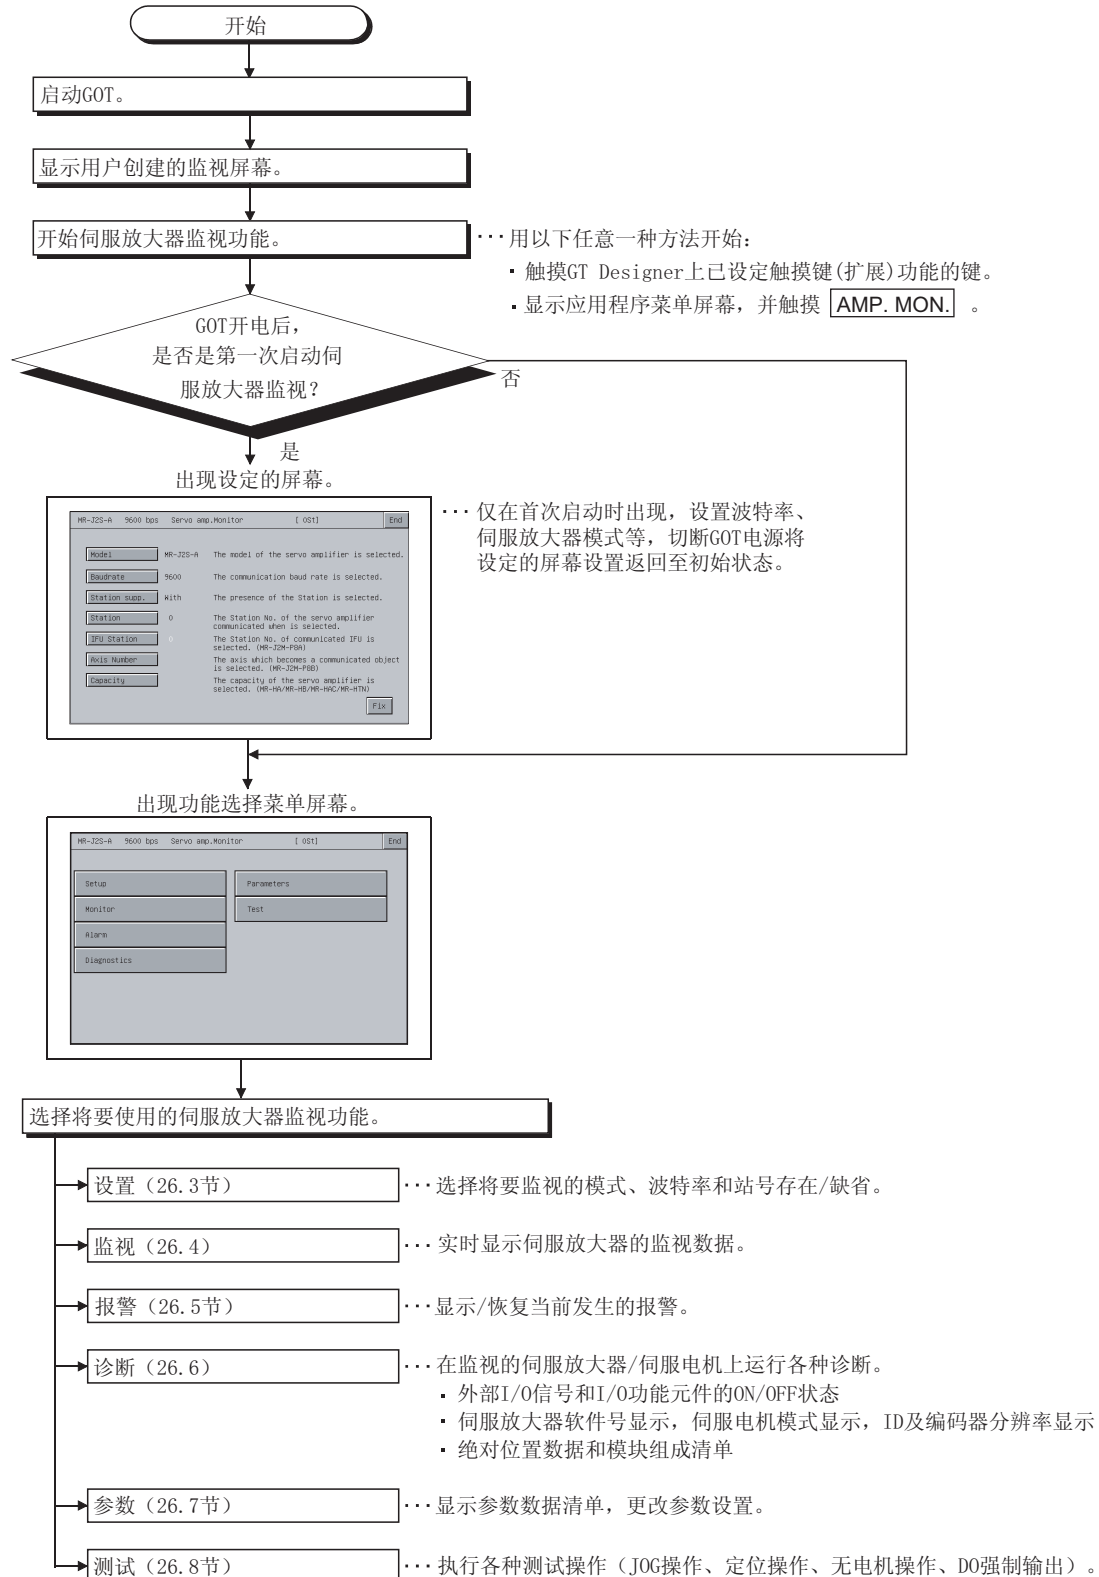 开始
启动GOT。
显示用户创建的监视屏幕。
开始伺服放大器监视功能。
···用以下任意一种方法开始:
▪ 触摸GT Designer上已设定触摸键(扩展)功能的键。
▪ 显示应用程序菜单屏幕，并触摸 AMP. MON. 。
GOT开电后，
是否是第一次启动伺
服放大器监视?
否
是
出现设定的屏幕。
MR-J2S-A 9600 bps Servo amp.Monitor [ 0St] End
Model MR-J2S-A The model of the servo amplifier is selected.
Baudrate 9600 The communication baud rate is selected.
Station supp. With The presence of the Station is selected.
Station 0 The Station No. of the servo amplifier
communicated when is selected.
IFU Station 0 The Station No. of communicated IFU is
selected. (MR-J2M-P8A)
Axis Number The axis which becomes a communicated object
is selected. (MR-J2M-P8B)
Capacity The capacity of the servo amplifier is
selected. (MR-HA/MR-HB/MR-HAC/MR-HTN)
Fix
···仅在首次启动时出现，设置波特率、
伺服放大器模式等，切断GOT电源将
设定的屏幕设置返回至初始状态。
出现功能选择菜单屏幕。
MR-J2S-A 9600 bps Servo amp.Monitor [ 0St] End
Setup Parameters
Monitor Test
Alarm
Diagnostics
选择将要使用的伺服放大器监视功能。
设置（26.3节） ···选择将要监视的模式、波特率和站号存在/缺省。
监视（26.4） ···实时显示伺服放大器的监视数据。
报警（26.5节） ···显示/恢复当前发生的报警。
诊断（26.6） ···在监视的伺服放大器/伺服电机上运行各种诊断。
▪ 外部I/O信号和I/O功能元件的ON/OFF状态
▪ 伺服放大器软件号显示，伺服电机模式显示，ID及编码器分辨率显示
▪ 绝对位置数据和模块组成清单
参数（26.7节） ···显示参数数据清单，更改参数设置。
测试（26.8节） ···执行各种测试操作（JOG操作、定位操作、无电机操作、DO强制输出）。